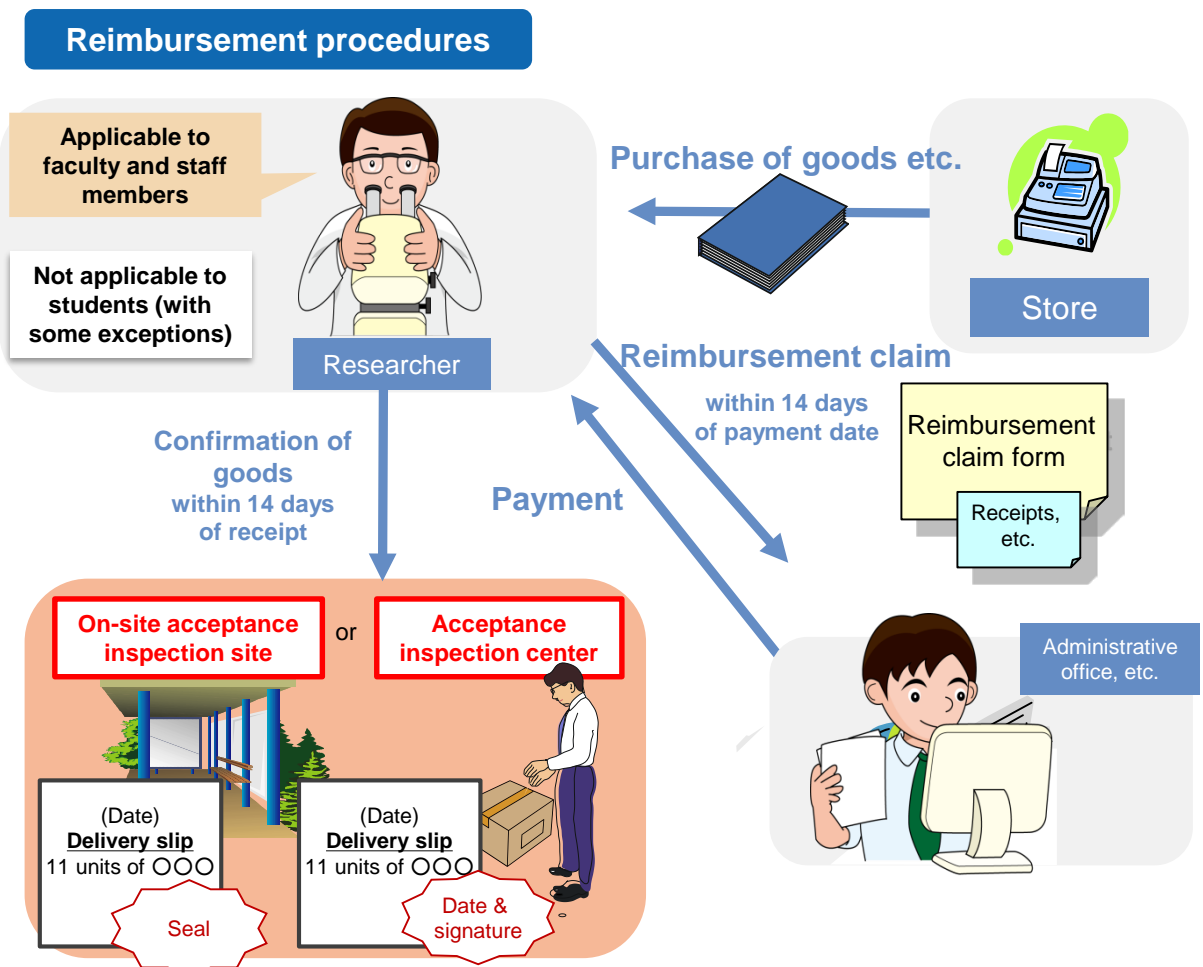 Reimbursement procedures
Applicable to
faculty and staff
members
Not applicable to
students (with
some exceptions)
Researcher
Purchase of goods etc.
Store
Reimbursement claim
within 14 days
of payment date
Reimbursement
claim form
Receipts,
etc.
Confirmation of
goods
within 14 days
of receipt
Payment
On-site acceptance
inspection site
or
Acceptance
inspection center
Administrative
office, etc.
(Date)
Delivery slip
11 units of 〇〇〇
Seal
(Date)
Delivery slip
11 units of 〇〇〇
Date &
signature